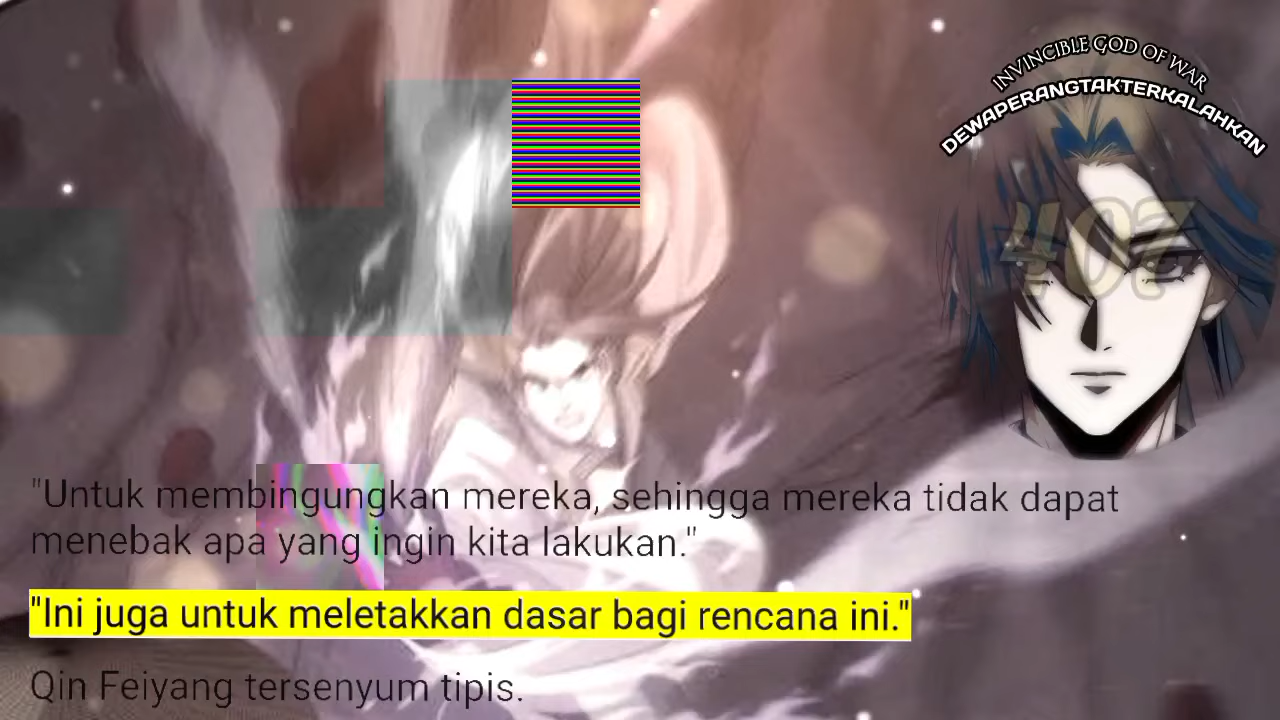 INVINCIBLE GOD OF WAR
DEWAPERANGTAKTERKALAHKAN
407
"Untuk membingungkan mereka, sehingga mereka tidak dapat
menebak apa yang ingin kita lakukan."
"Ini juga untuk meletakkan dasar bagi rencana ini."
Qin Feiyang tersenyum tipis.